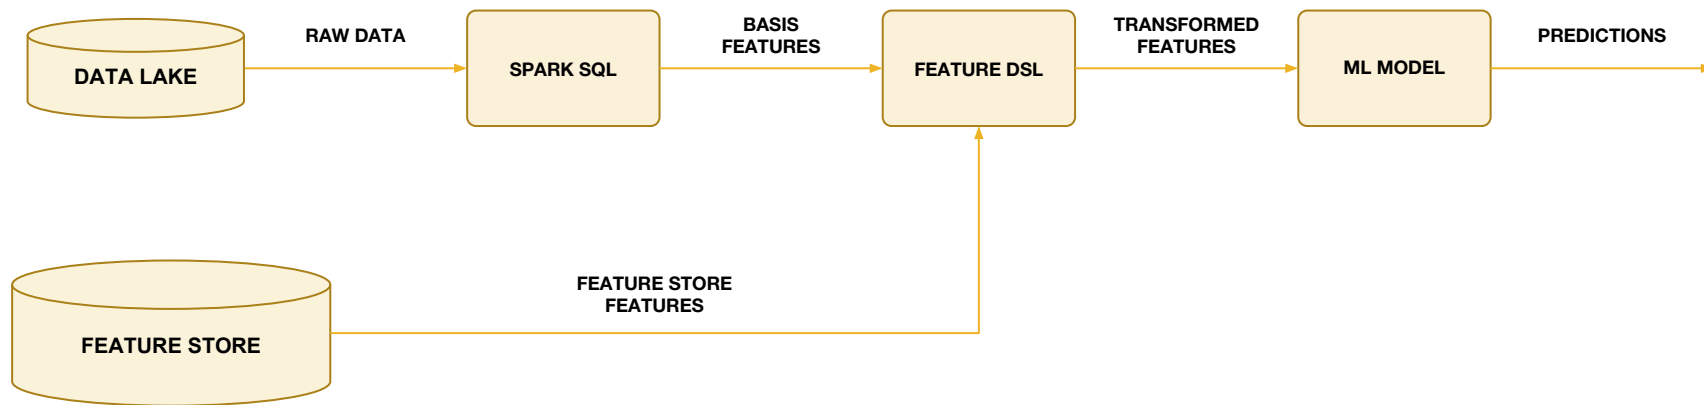 DATA LAKE
RAW DATA
SPARK SQL
BASIS
FEATURES
FEATURE DSL
TRANSFORMED
FEATURES
ML MODEL
PREDICTIONS
FEATURE STORE
FEATURE STORE
FEATURES